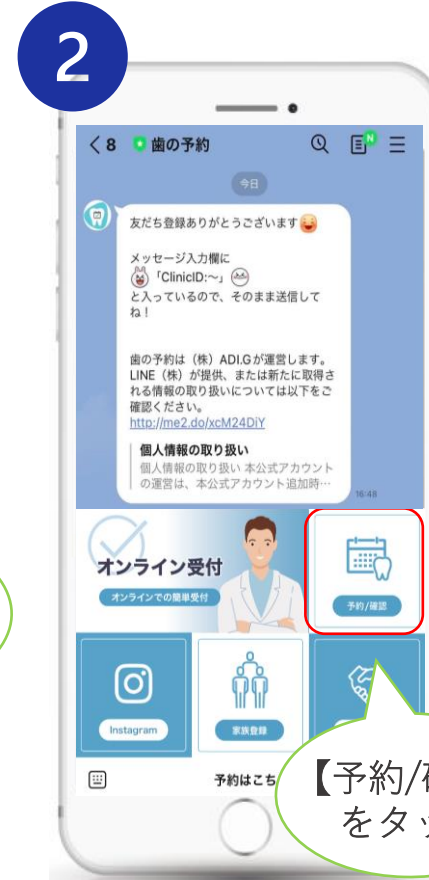 2
8 歯の予約
N
今日
友だち登録ありがとうございます
メッセージ入力欄に
「ClinicID:〜」
と入っているので、そのまま送信して
ね!
歯の予約は(株)ADI.Gが運営します。
LINE(株)が提供、または新たに取得さ
れる情報の取り扱いについては以下をご
確認ください。
http://me2.do/xcM24DiY
個人情報の取り扱い
個人情報の取り扱い 本公式アカウント
の運営は、本公式アカウント追加時…
16:48
オンライン受付
オンラインでの簡単受付
予約/確認
Instagram
家族登録
予約はこち
【予約/
をタッ